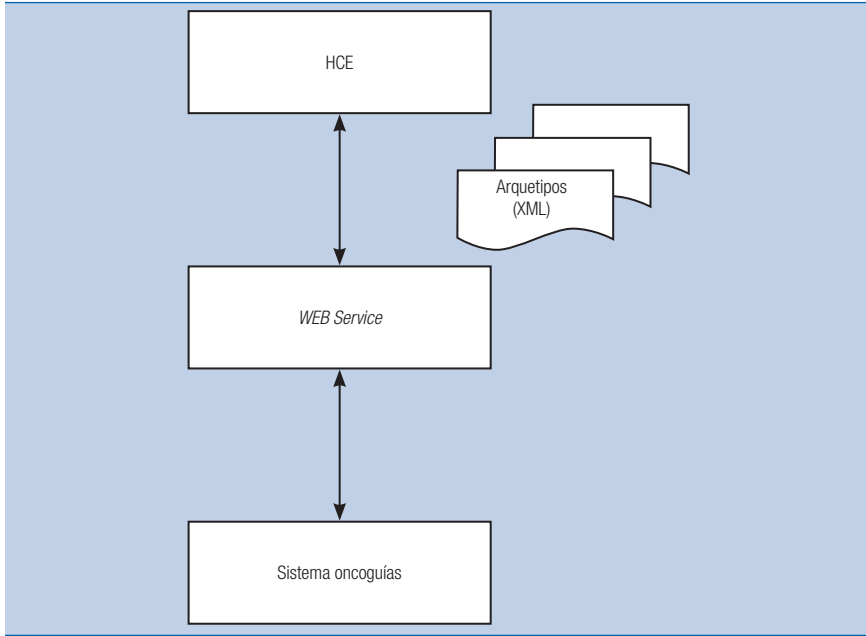 HCE
Arquetipos
(XML)
WEB Service
Sistema oncoguías